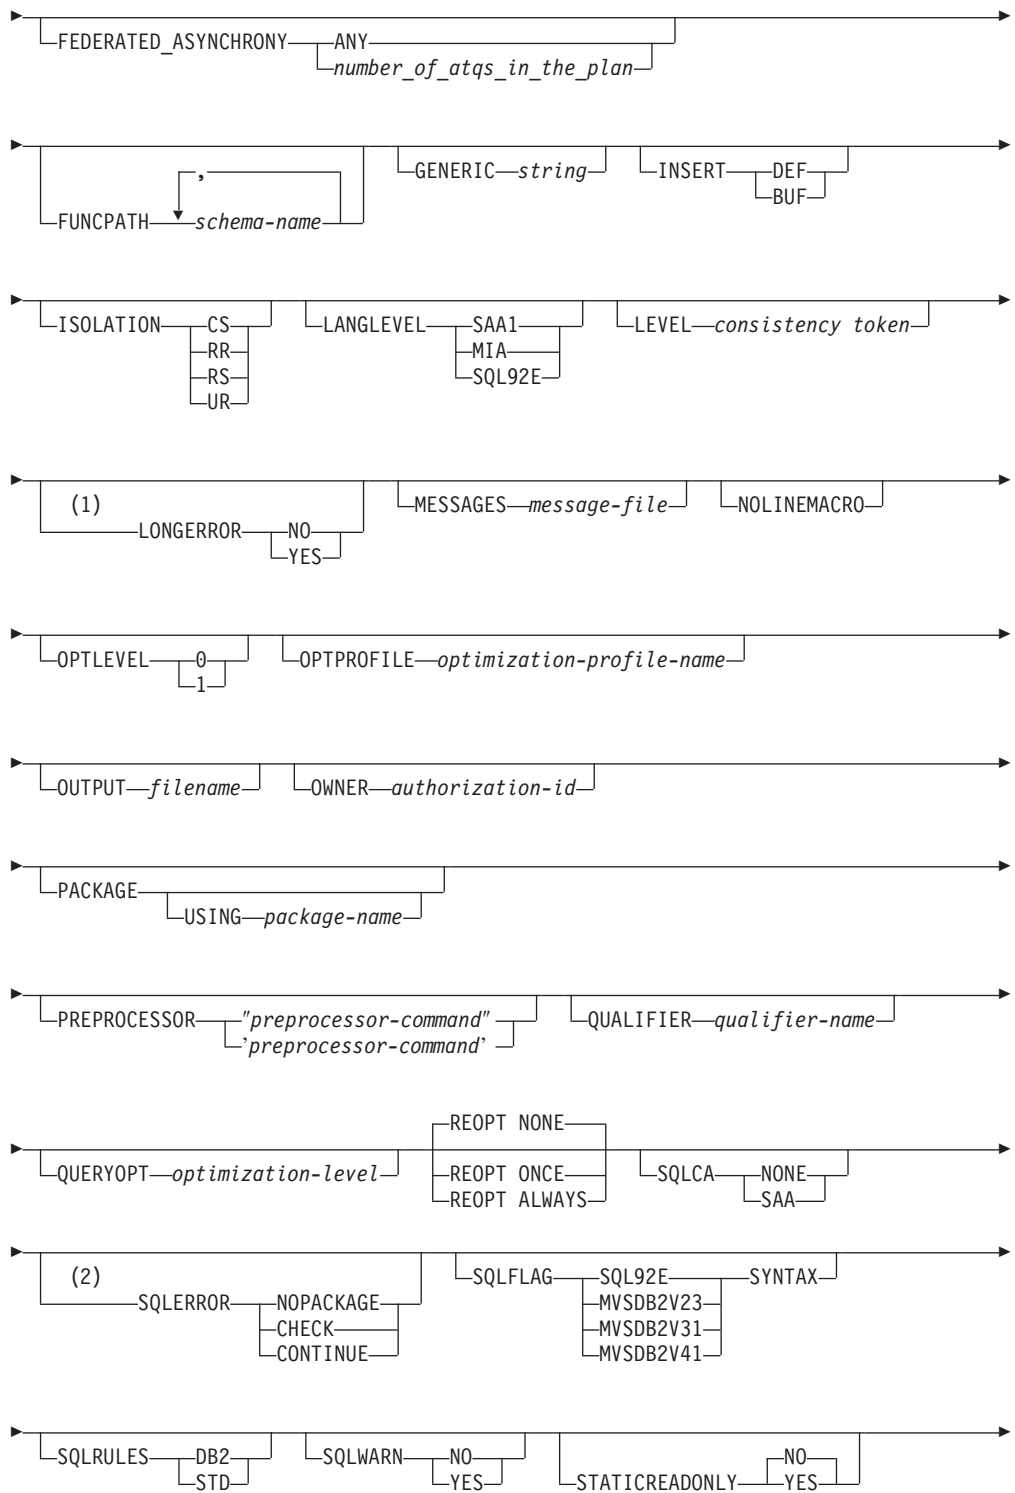 FEDERATED_ASYNCHRONY ANY
number_of_atqs_in_the_plan
,
FUNCPATH schema-name
GENERIC string
INSERT DEF
BUF
ISOLATION CS
RR
RS
UR
LANGLEVEL SAA1
MIA
SQL92E
LEVEL consistency token
(1)
LONGERROR NO
YES
MESSAGES message-file
NOLINEMACRO
OPTLEVEL 0
1
OPTPROFILE optimization-profile-name
OUTPUT filename
OWNER authorization-id
PACKAGE
USING package-name
PREPROCESSOR "preprocessor-command"
'preprocessor-command'
QUALIFIER qualifier-name
QUERYOPT optimization-level
REOPT NONE
REOPT ONCE
REOPT ALWAYS
SQLCA NONE
SAA
(2)
SQLERROR NOPACKAGE
CHECK
CONTINUE
SQLFLAG SQL92E SYNTAX
MVSDB2V23
MVSDB2V31
MVSDB2V41
SQLRULES DB2
STD
SQLWARN NO
YES
STATICREADONLY NO
YES